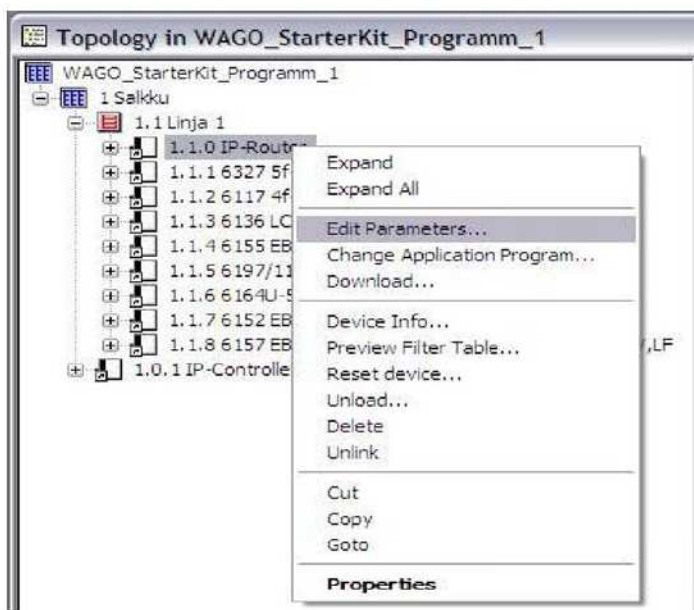 Topology in WAGO_StarterKit_Programm_1
WAGO_StarterKit_Programm_1
1 Salkku
1.1 Linja 1
1.1.0 IP-Router
1.1.1 6327 5f
1.1.2 6117 4f
1.1.3 6136 LC
1.1.4 6155 EB
1.1.5 6197/11
1.1.6 6164U-5
1.1.7 6152 EB
1.1.8 6157 EB
,LF
1.0.1 IP-Controlle
Expand
Expand All
Edit Parameters...
Change Application Program...
Download...
Device Info...
Preview Filter Table...
Reset device...
Unload...
Delete
Unlink
Cut
Copy
Goto
Properties